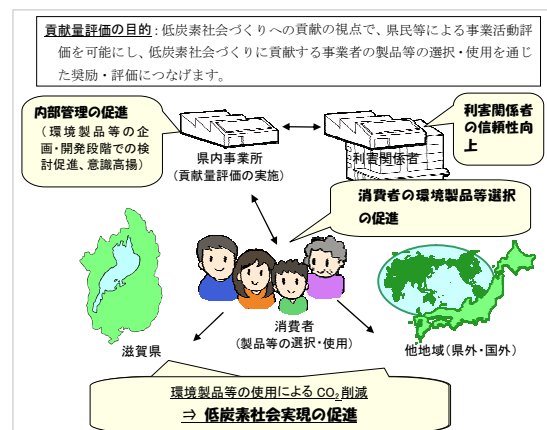 貢献量評価の目的：低炭素社会づくりへの貢献の視点で、県民等による事業活動評
価を可能にし、低炭素社会づくりに貢献する事業者の製品等の選択・使用を通じ
た奨励・評価につなげます。
内部管理の促進
（環境製品等の企
画・開発段階での検
討促進、意識高揚）
県内事業所
（貢献量評価の実施）
利害関係者
利害関係者
の信頼性向
上
消費者の環境製品等選択
の促進
滋賀県
消費者
（製品等の選択・使用）
他地域（県外・国外）
環境製品等の使用によるCO₂削減
⇒ 低炭素社会実現の促進